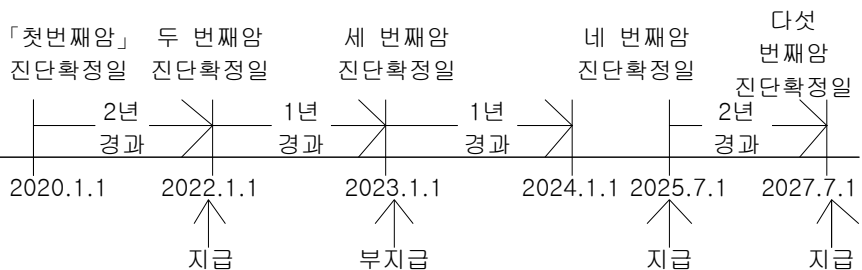 「첫번째암」 두 번째암 세 번째암 네 번째암 다섯
번째암
진단확정일 진단확정일 진단확정일 진단확정일 진단확정일
2년 1년 1년 2년
경과 경과 경과 경과
2020.1.1 2022.1.1 2023.1.1 2024.1.1 2025.7.1 2027.7.1
지급 부지급 지급 지급